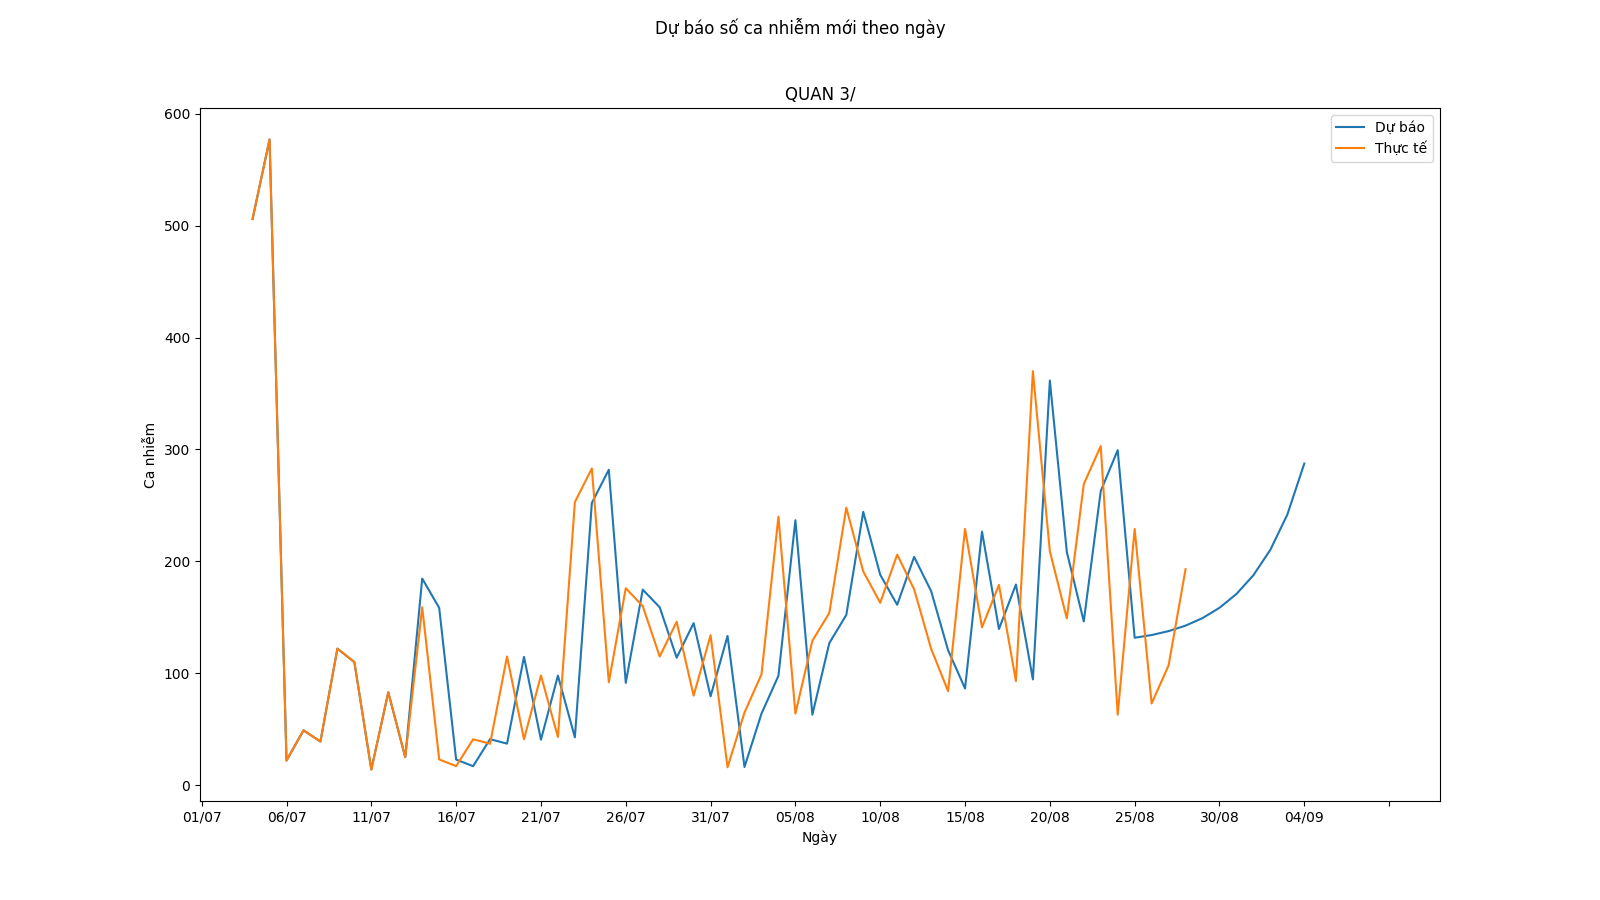 Dự báo số ca nhiễm mới theo ngày
QUAN 3/
600
500
400
300
200
100
0
Ca nhiễm
Dự báo
Thực tế
01/07 06/07 11/07 16/07 21/07 26/07 31/07 05/08 10/08 15/08 20/08 25/08 30/08 04/09
Ngày